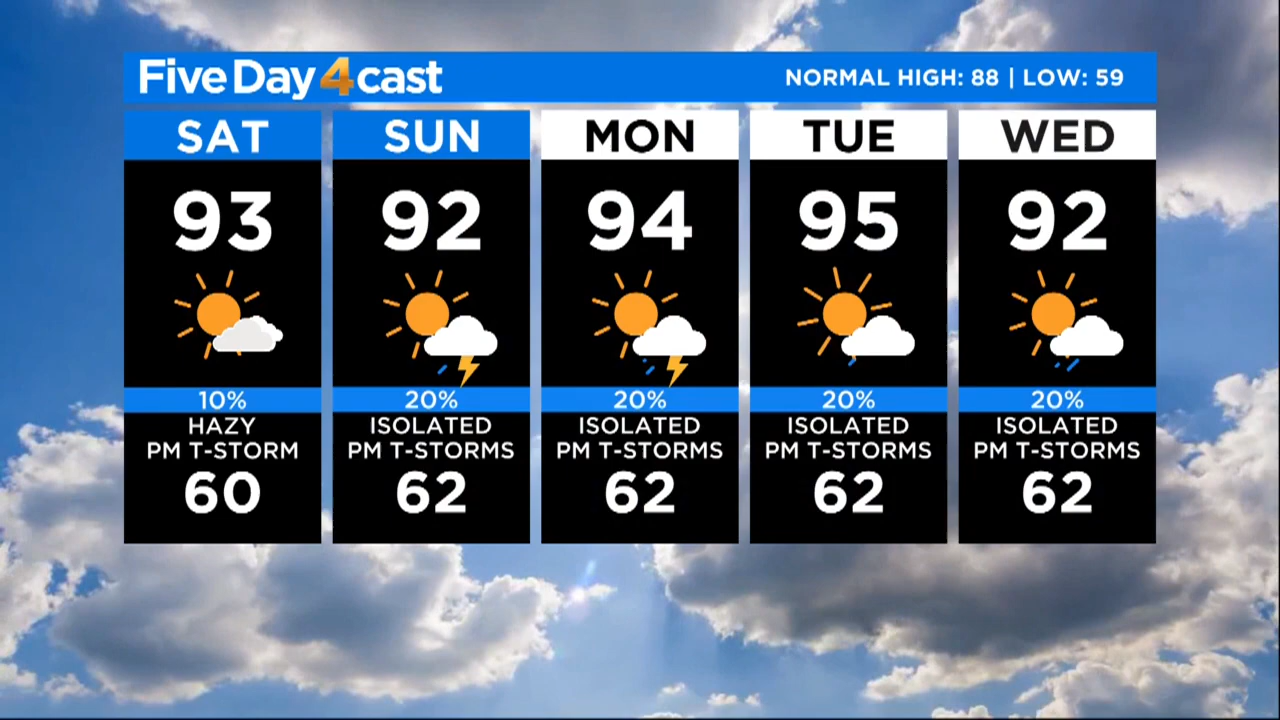 Five Day 4cast
NORMAL HIGH: 88 | LOW: 59
SAT
93
10%
HAZY
PM T-STORM
60
SUN
92
20%
ISOLATED
PM T-STORMS
62
MON
94
20%
ISOLATED
PM T-STORMS
62
TUE
95
20%
ISOLATED
PM T-STORMS
62
WED
92
20%
ISOLATED
PM T-STORMS
62